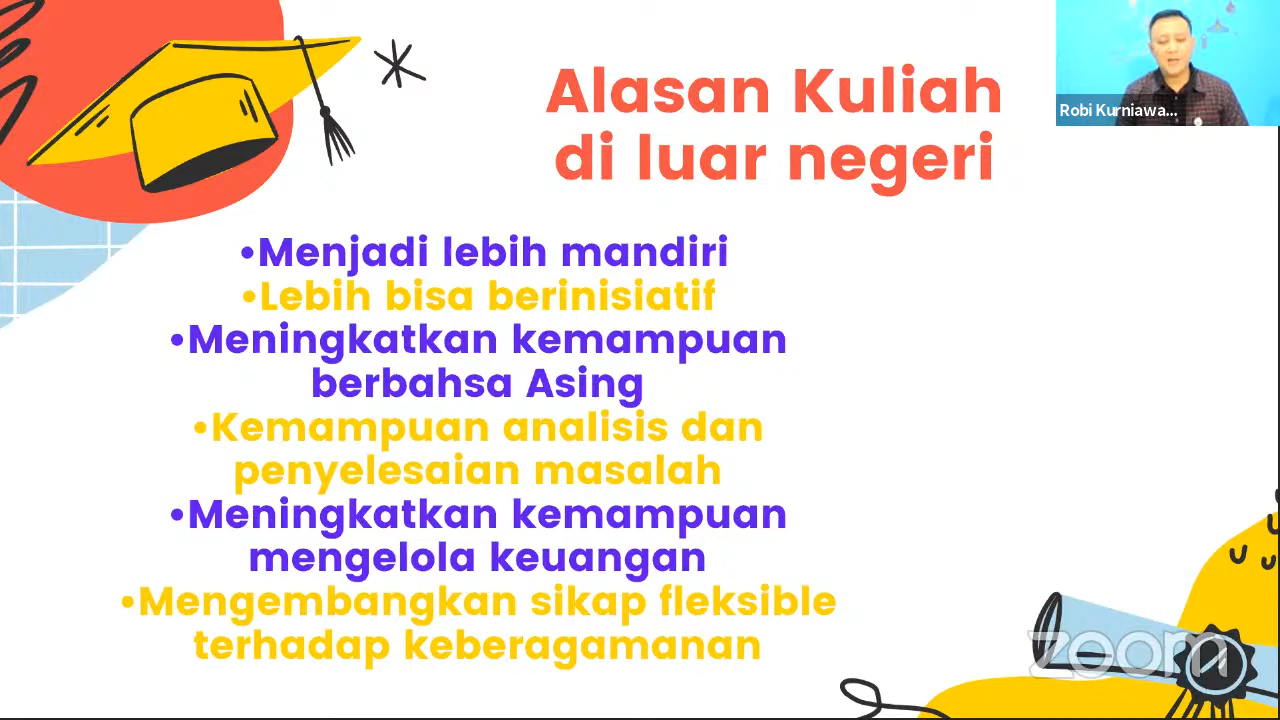 Alasan Kuliah
di luar negeri
Robi Kurniawa...
•Menjadi lebih mandiri
•Lebih bisa berinisiatif
•Meningkatkan kemampuan
berbahsa Asing
•Kemampuan analisis dan
penyelesaian masalah
•Meningkatkan kemampuan
mengelola keuangan
•Mengembangkan sikap fleksible
terhadap keberagamanan
zoom